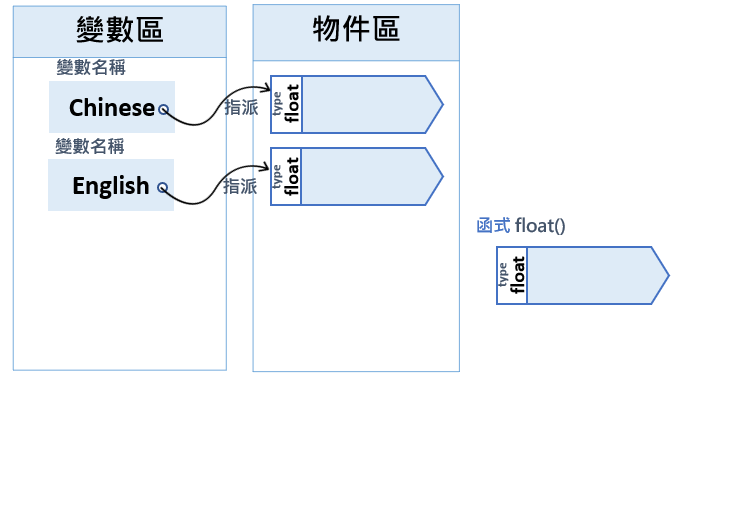 變數區
物件區
變數名稱
Chinese
指派
type
float
變數名稱
English
指派
type
float
函式 float()
type
float